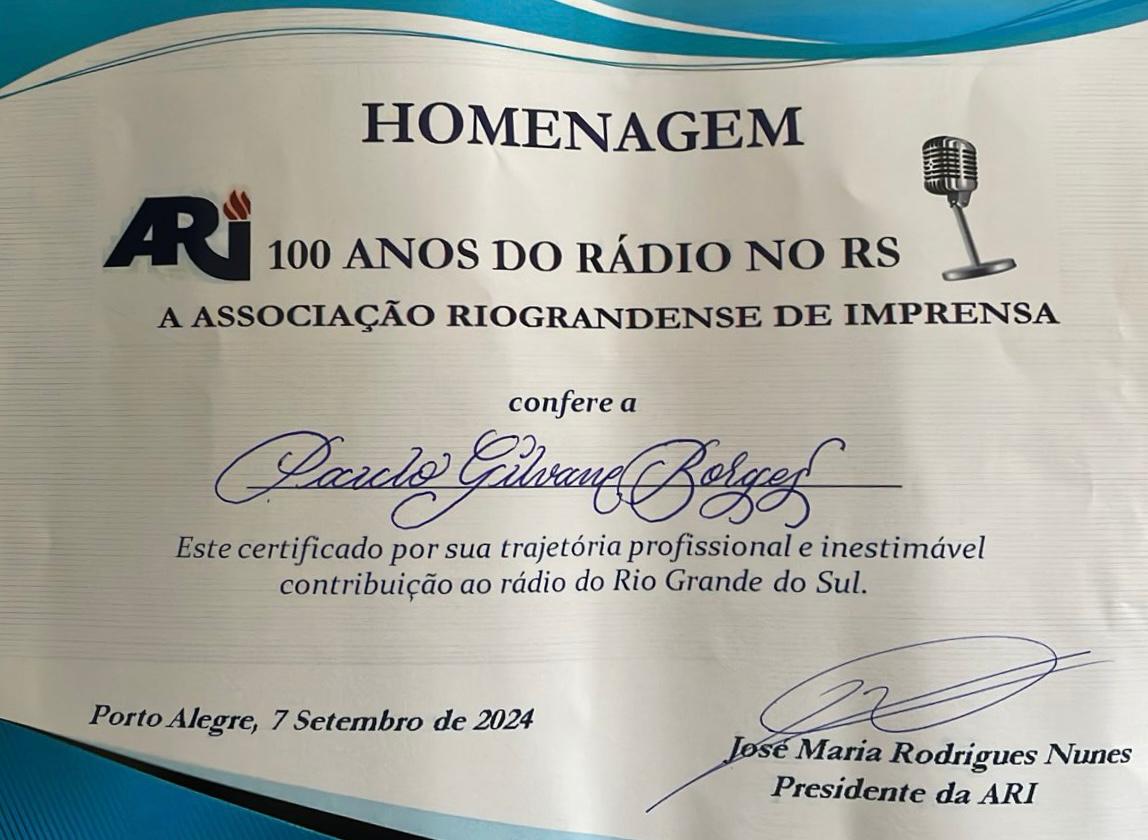 HOMENAGEM
ARI 100 ANOS DO RÁDIO NO RS
A ASSOCIAÇÃO RIOGRANDENSE DE IMPRENSA
confere a
Paulo Gilvane Borges
Este certificado por sua trajetória profissional e inestimável
contribuição ao rádio do Rio Grande do Sul.
Porto Alegre, 7 Setembro de 2024
José Maria Rodrigues Nunes
Presidente da ARI